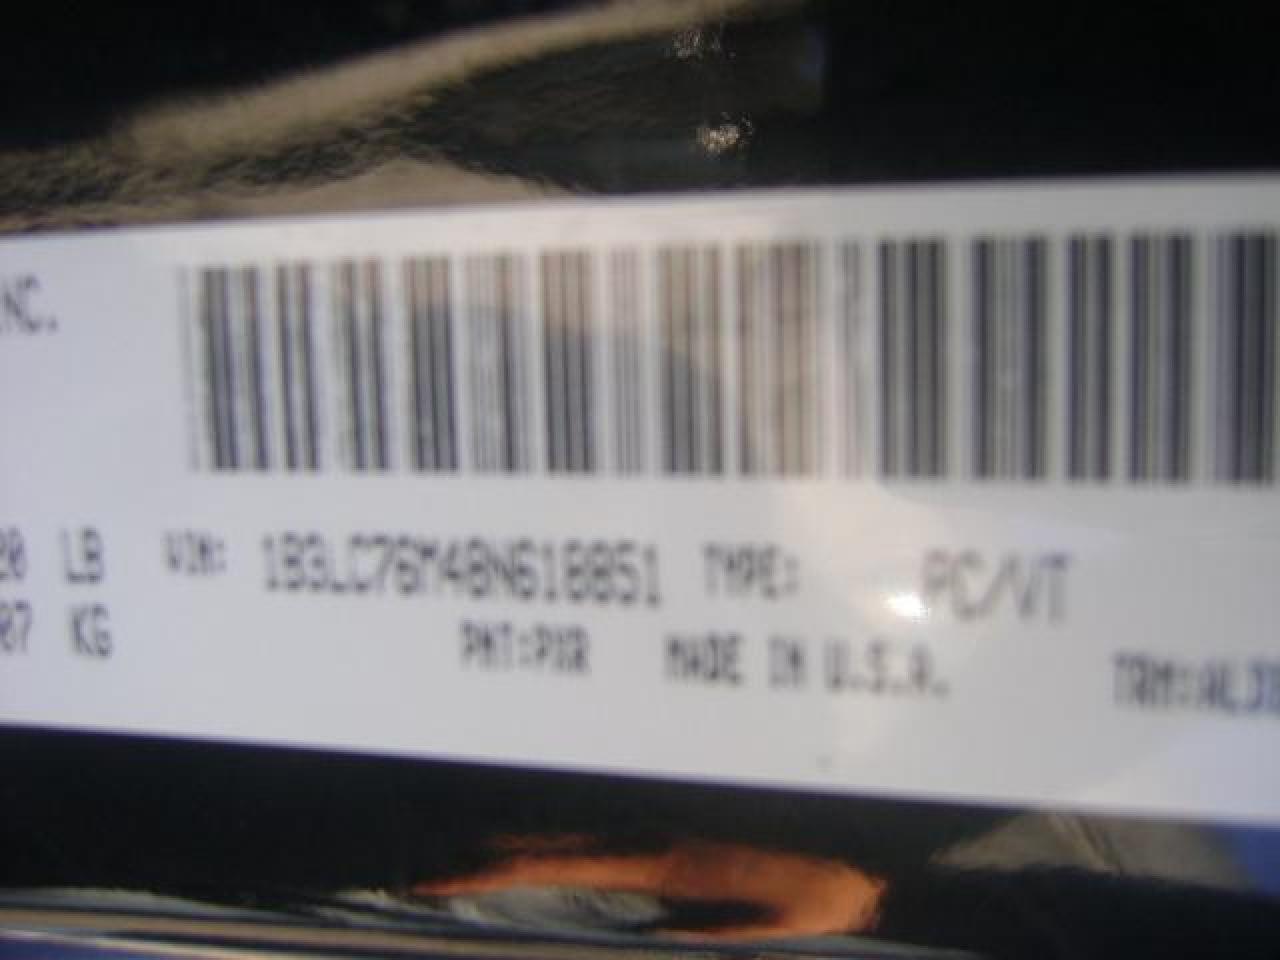 NC.
20 LB VIN: 1B3LC76M48N618851 TYPE: PC/VT
07 KG PNT:PXR MADE IN U.S.A.